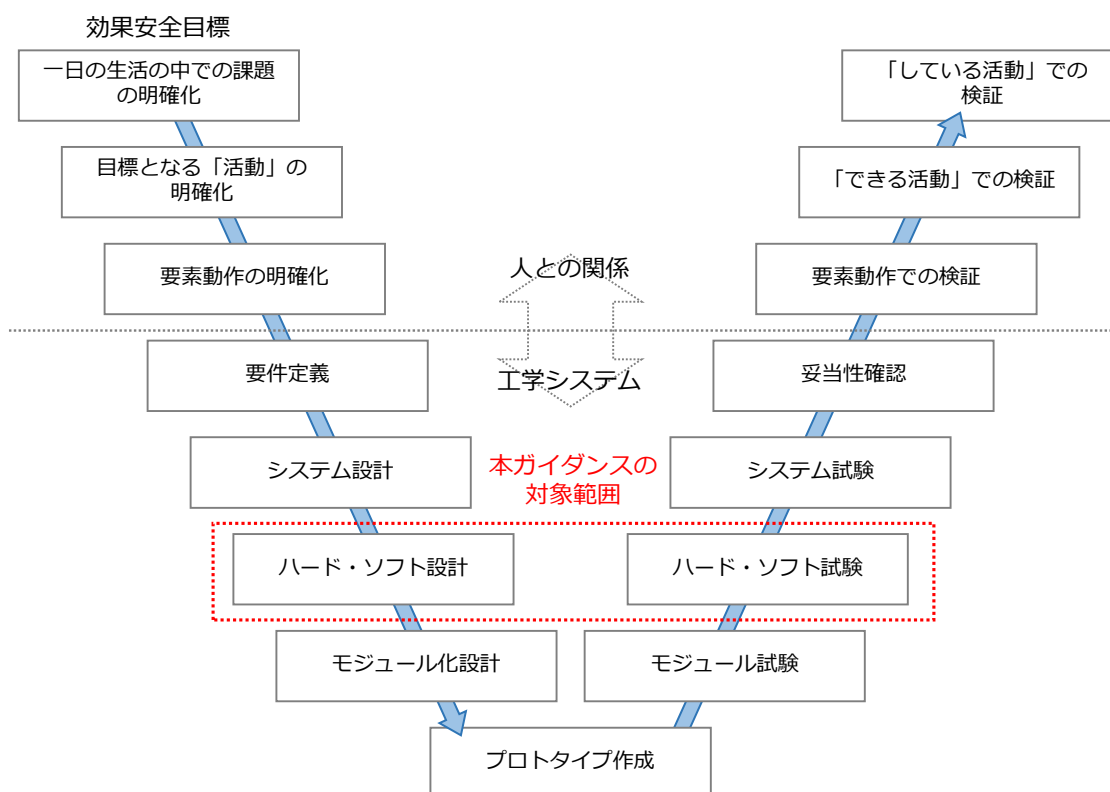 効果安全目標
一日の生活の中での課題
の明確化
「している活動」での
検証
目標となる「活動」の
明確化
「できる活動」での検証
要素動作の明確化
人との関係
要素動作での検証
要件定義
工学システム
妥当性確認
システム設計
本ガイダンスの
対象範囲
システム試験
ハード・ソフト設計
ハード・ソフト試験
モジュール化設計
モジュール試験
プロトタイプ作成